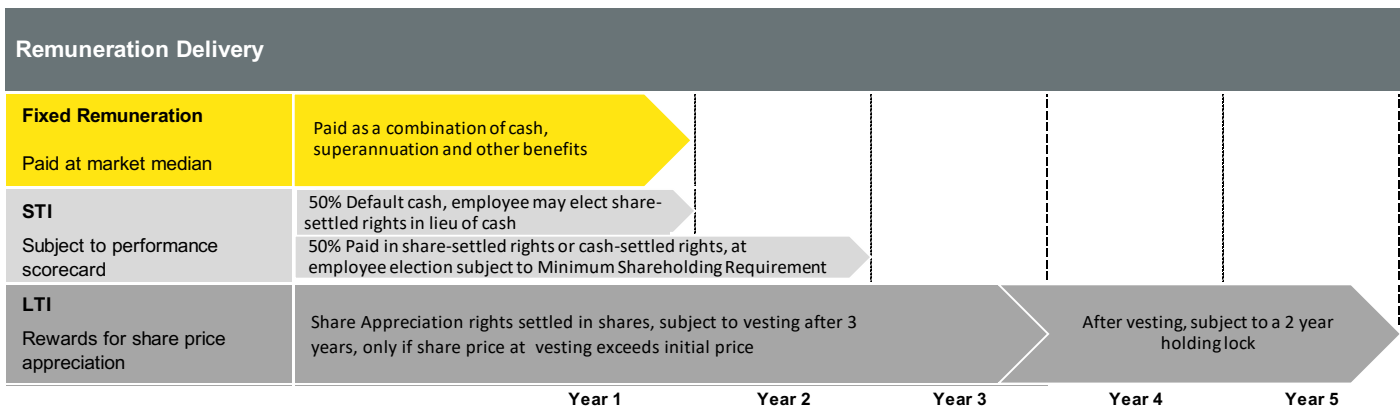 Remuneration Delivery
Fixed Remuneration
Paid at market median
Paid as a combination of cash,
superannuation and other benefits
STI
Subject to performance
scorecard
50% Default cash, employee may elect share-
settled rights in lieu of cash
50% Paid in share-settled rights or cash-settled rights, at
employee election subject to Minimum Shareholding Requirement
LTI
Rewards for share price
appreciation
Share Appreciation rights settled in shares, subject to vesting after 3
years, only if share price at vesting exceeds initial price
After vesting, subject to a 2 year
holding lock
Year 1 Year 2 Year 3 Year 4 Year 5